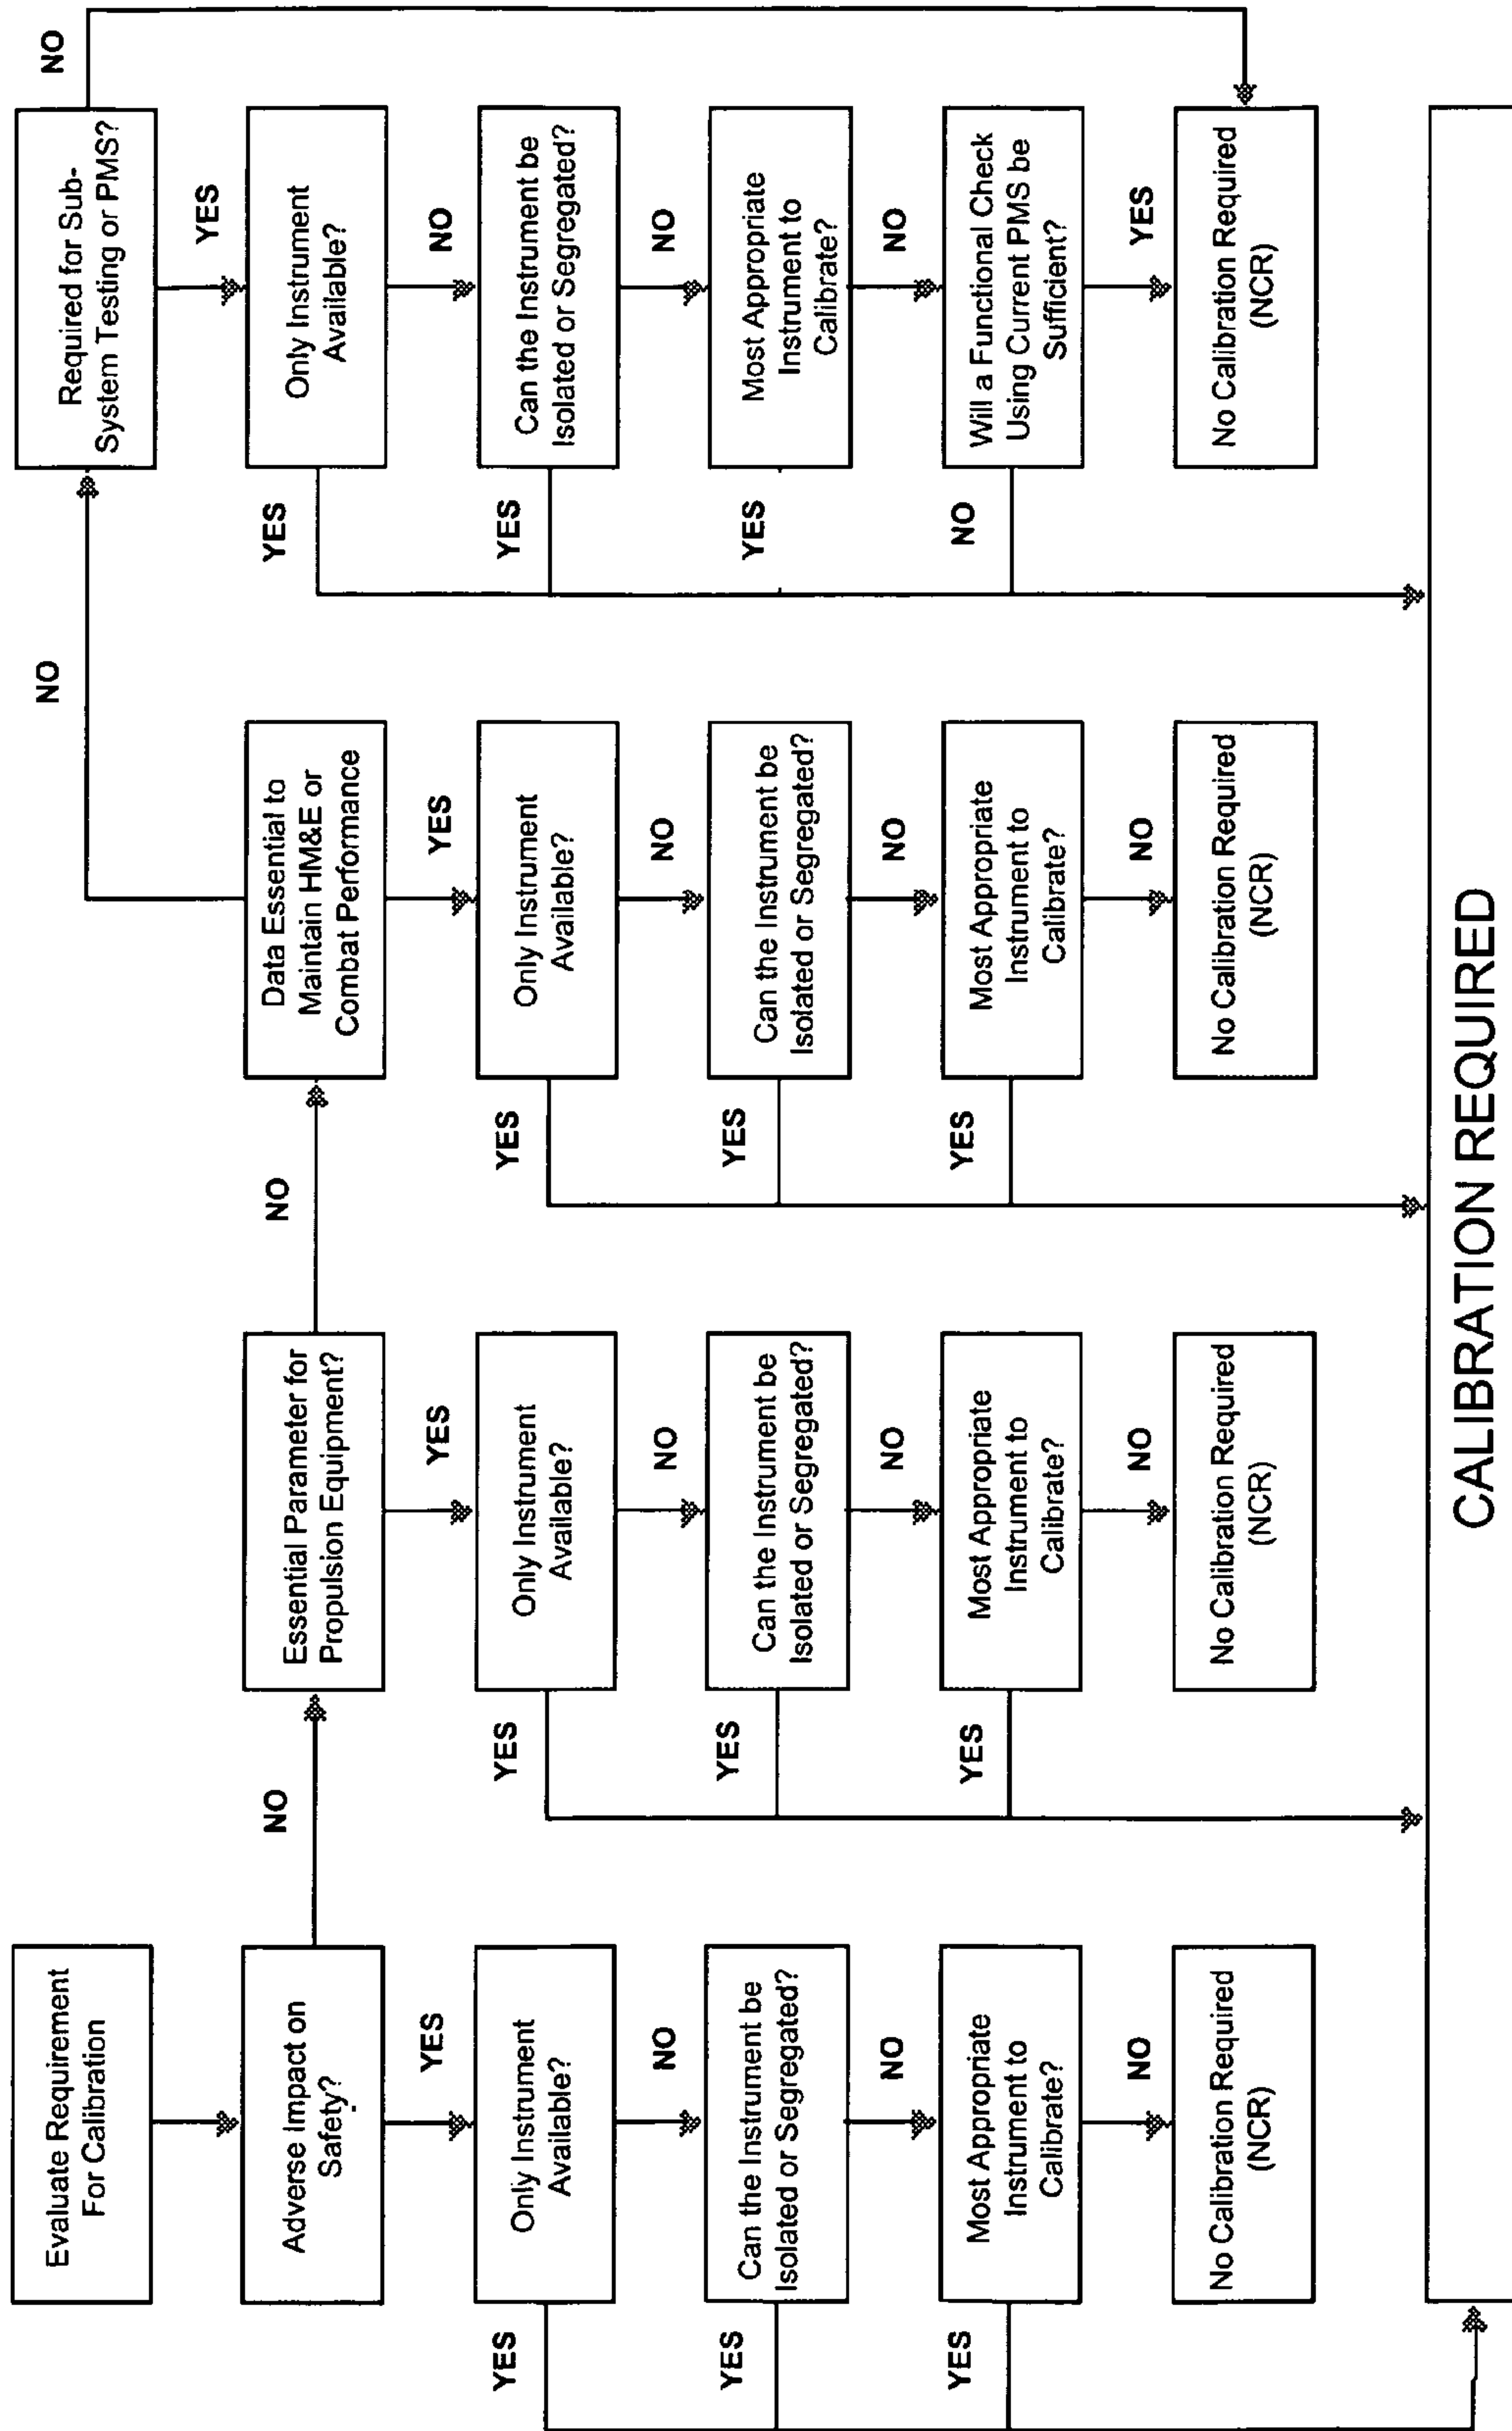 Evaluate Requirement
For Calibration
Adverse Impact on
Safety?
NO
YES
Only Instrument
Available?
YES
NO
Can the Instrument be
Isolated or Segregated?
YES
NO
Most Appropriate
Instrument to
Calibrate?
YES
NO
No Calibration Required
(NCR)
Essential Parameter for
Propulsion Equipment?
NO
YES
Only Instrument
Available?
YES
NO
Can the Instrument be
Isolated or Segregated?
YES
NO
Most Appropriate
Instrument to
Calibrate?
YES
NO
No Calibration Required
(NCR)
Data Essential to
Maintain HM&E or
Combat Performance
NO
YES
Only Instrument
Available?
YES
NO
Can the Instrument be
Isolated or Segregated?
YES
NO
Most Appropriate
Instrument to
Calibrate?
YES
NO
No Calibration Required
(NCR)
Required for Sub-
System Testing or PMS?
NO
YES
Only Instrument
Available?
YES
NO
Can the Instrument be
Isolated or Segregated?
YES
NO
Most Appropriate
Instrument to
Calibrate?
YES
NO
Will a Functional Check
Using Current PMS be
Sufficient?
NO
YES
No Calibration Required
(NCR)
CALIBRATION REQUIRED